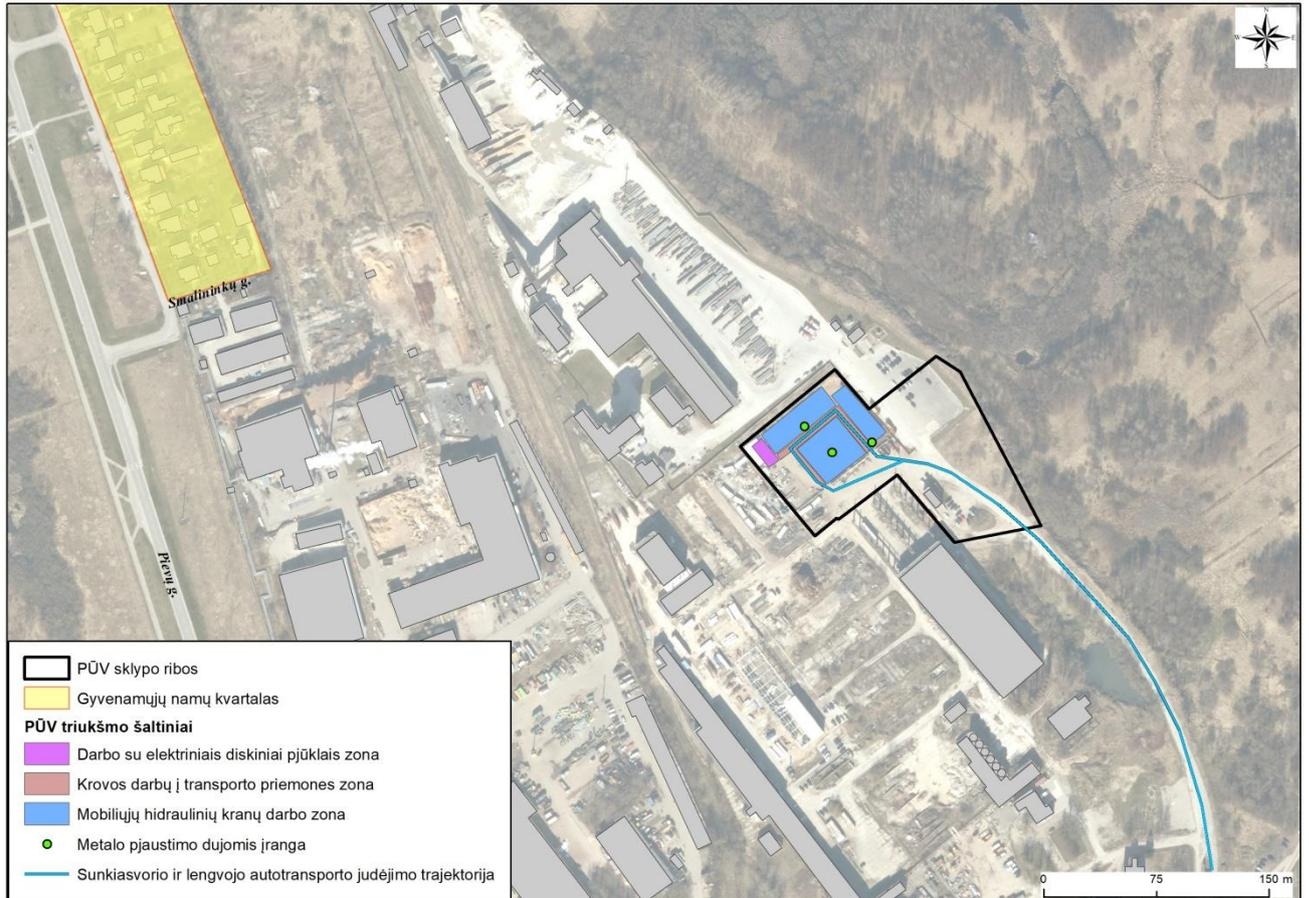 N
W E
S
Smalininkų g.
Pievų g.
PŪV sklypo ribos
Gyvenamųjų namų kvartalas
PŪV triukšmo šaltiniai
Darbo su elektriniais diskiniai pjūklais zona
Krovos darbų į transporto priemones zona
Mobiliųjų hidraulinių kranų darbo zona
Metalo pjaustimo dujomis įranga
Sunkiasvorio ir lengvojo autotransporto judėjimo trajektorija
0 75 150 m